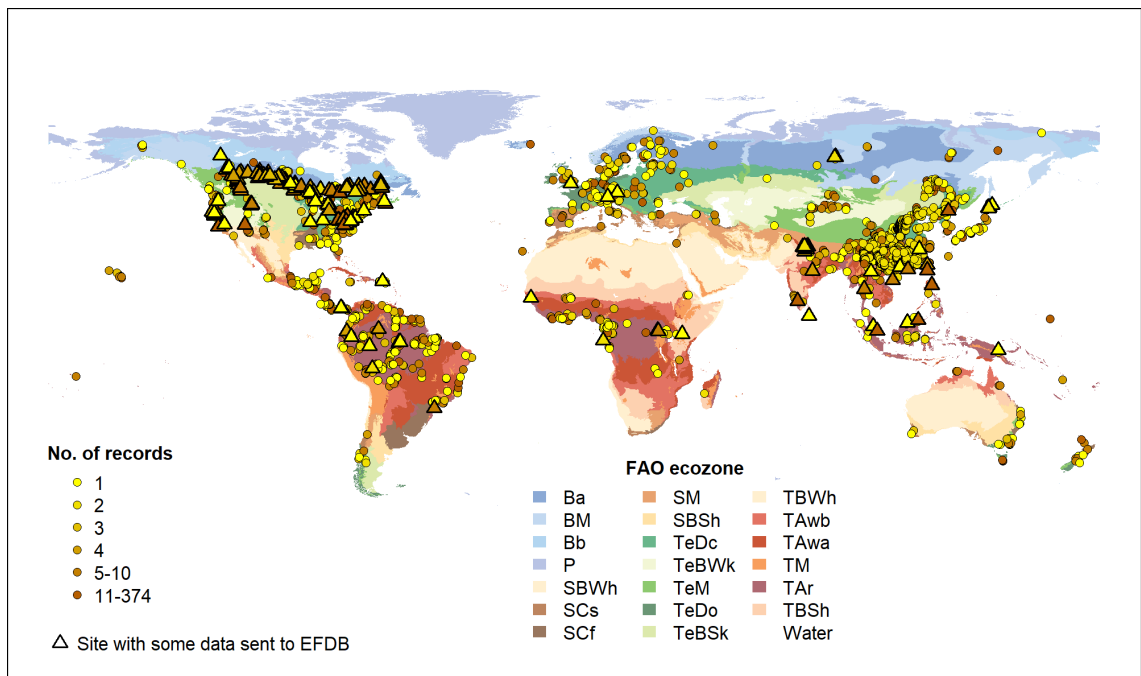 No. of records
1
2
3
4
5-10
11-374
Site with some data sent to EFDB
FAO ecozone
Ba
BM
Bb
P
SBWh
SCs
SCf
SM
SBSh
TeDc
TeBWk
TeM
TeDo
TeBSk
TBWh
TAwb
TAwa
TM
TAr
TBSh
Water